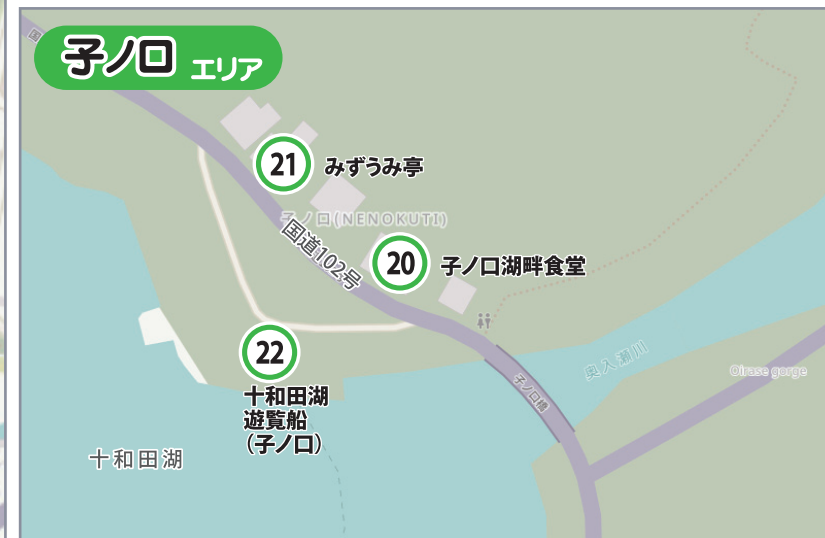 国
子ノ口 エリア
21 みずうみ亭
子ノ口(NENOKUTI)
国道102号
20 子ノ口湖畔食堂
22
十和田湖
遊覧船
（子ノ口）
子ノ口橋
奥入瀬川
Oirase gorge
十和田湖